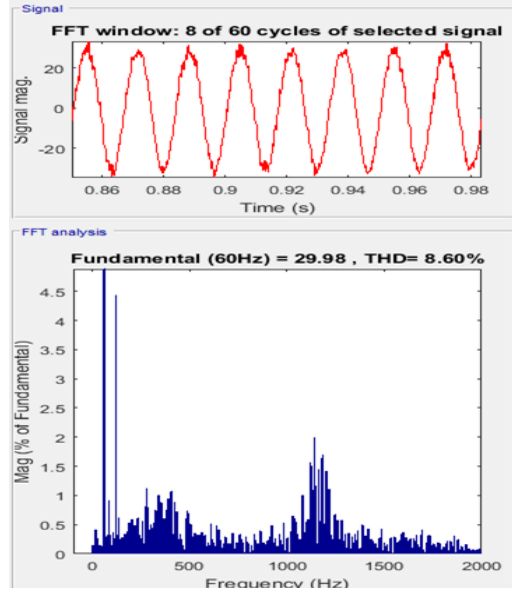 Signal
FFT window: 8 of 60 cycles of selected signal
Signal mag.
20
0
-20
0.86 0.88 0.9 0.92 0.94 0.96 0.98
Time (s)
FFT analysis
Fundamental (60Hz) = 29.98 , THD= 8.60%
Mag (% of Fundamental)
4.5
4
3.5
3
2.5
2
1.5
1
0.5
0
0 500 1000 1500 2000
Frequency (Hz)